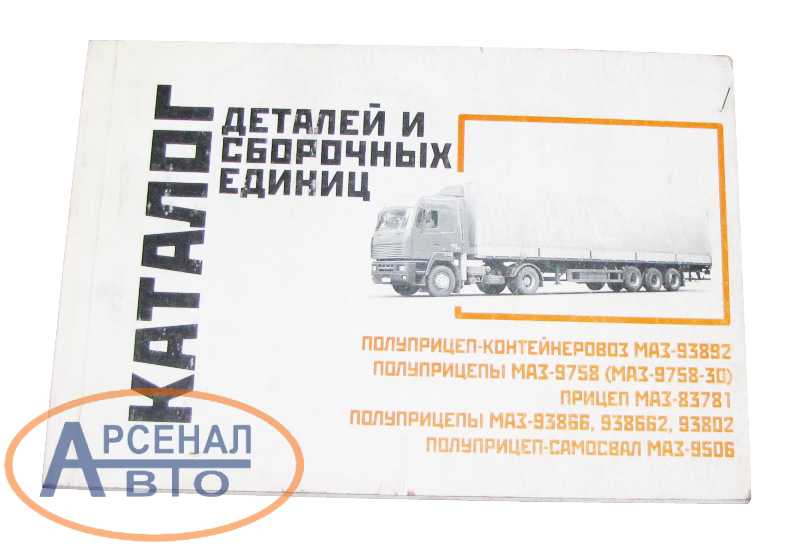 КАТАЛОГ
ДЕТАЛЕЙ И
СБОРОЧНЫХ
ЕДИНИЦ
ПОЛУПРИЦЕП-КОНТЕЙНЕРОВОЗ МАЗ-93892
ПОЛУПРИЦЕПЫ МАЗ-9758 (МАЗ-9758-30)
ПРИЦЕП МАЗ-83781
ПОЛУПРИЦЕПЫ МАЗ-93866, 938662, 93802
ПОЛУПРИЦЕП-САМОСВАЛ МАЗ-9506
АРСЕНАЛ
АВТО